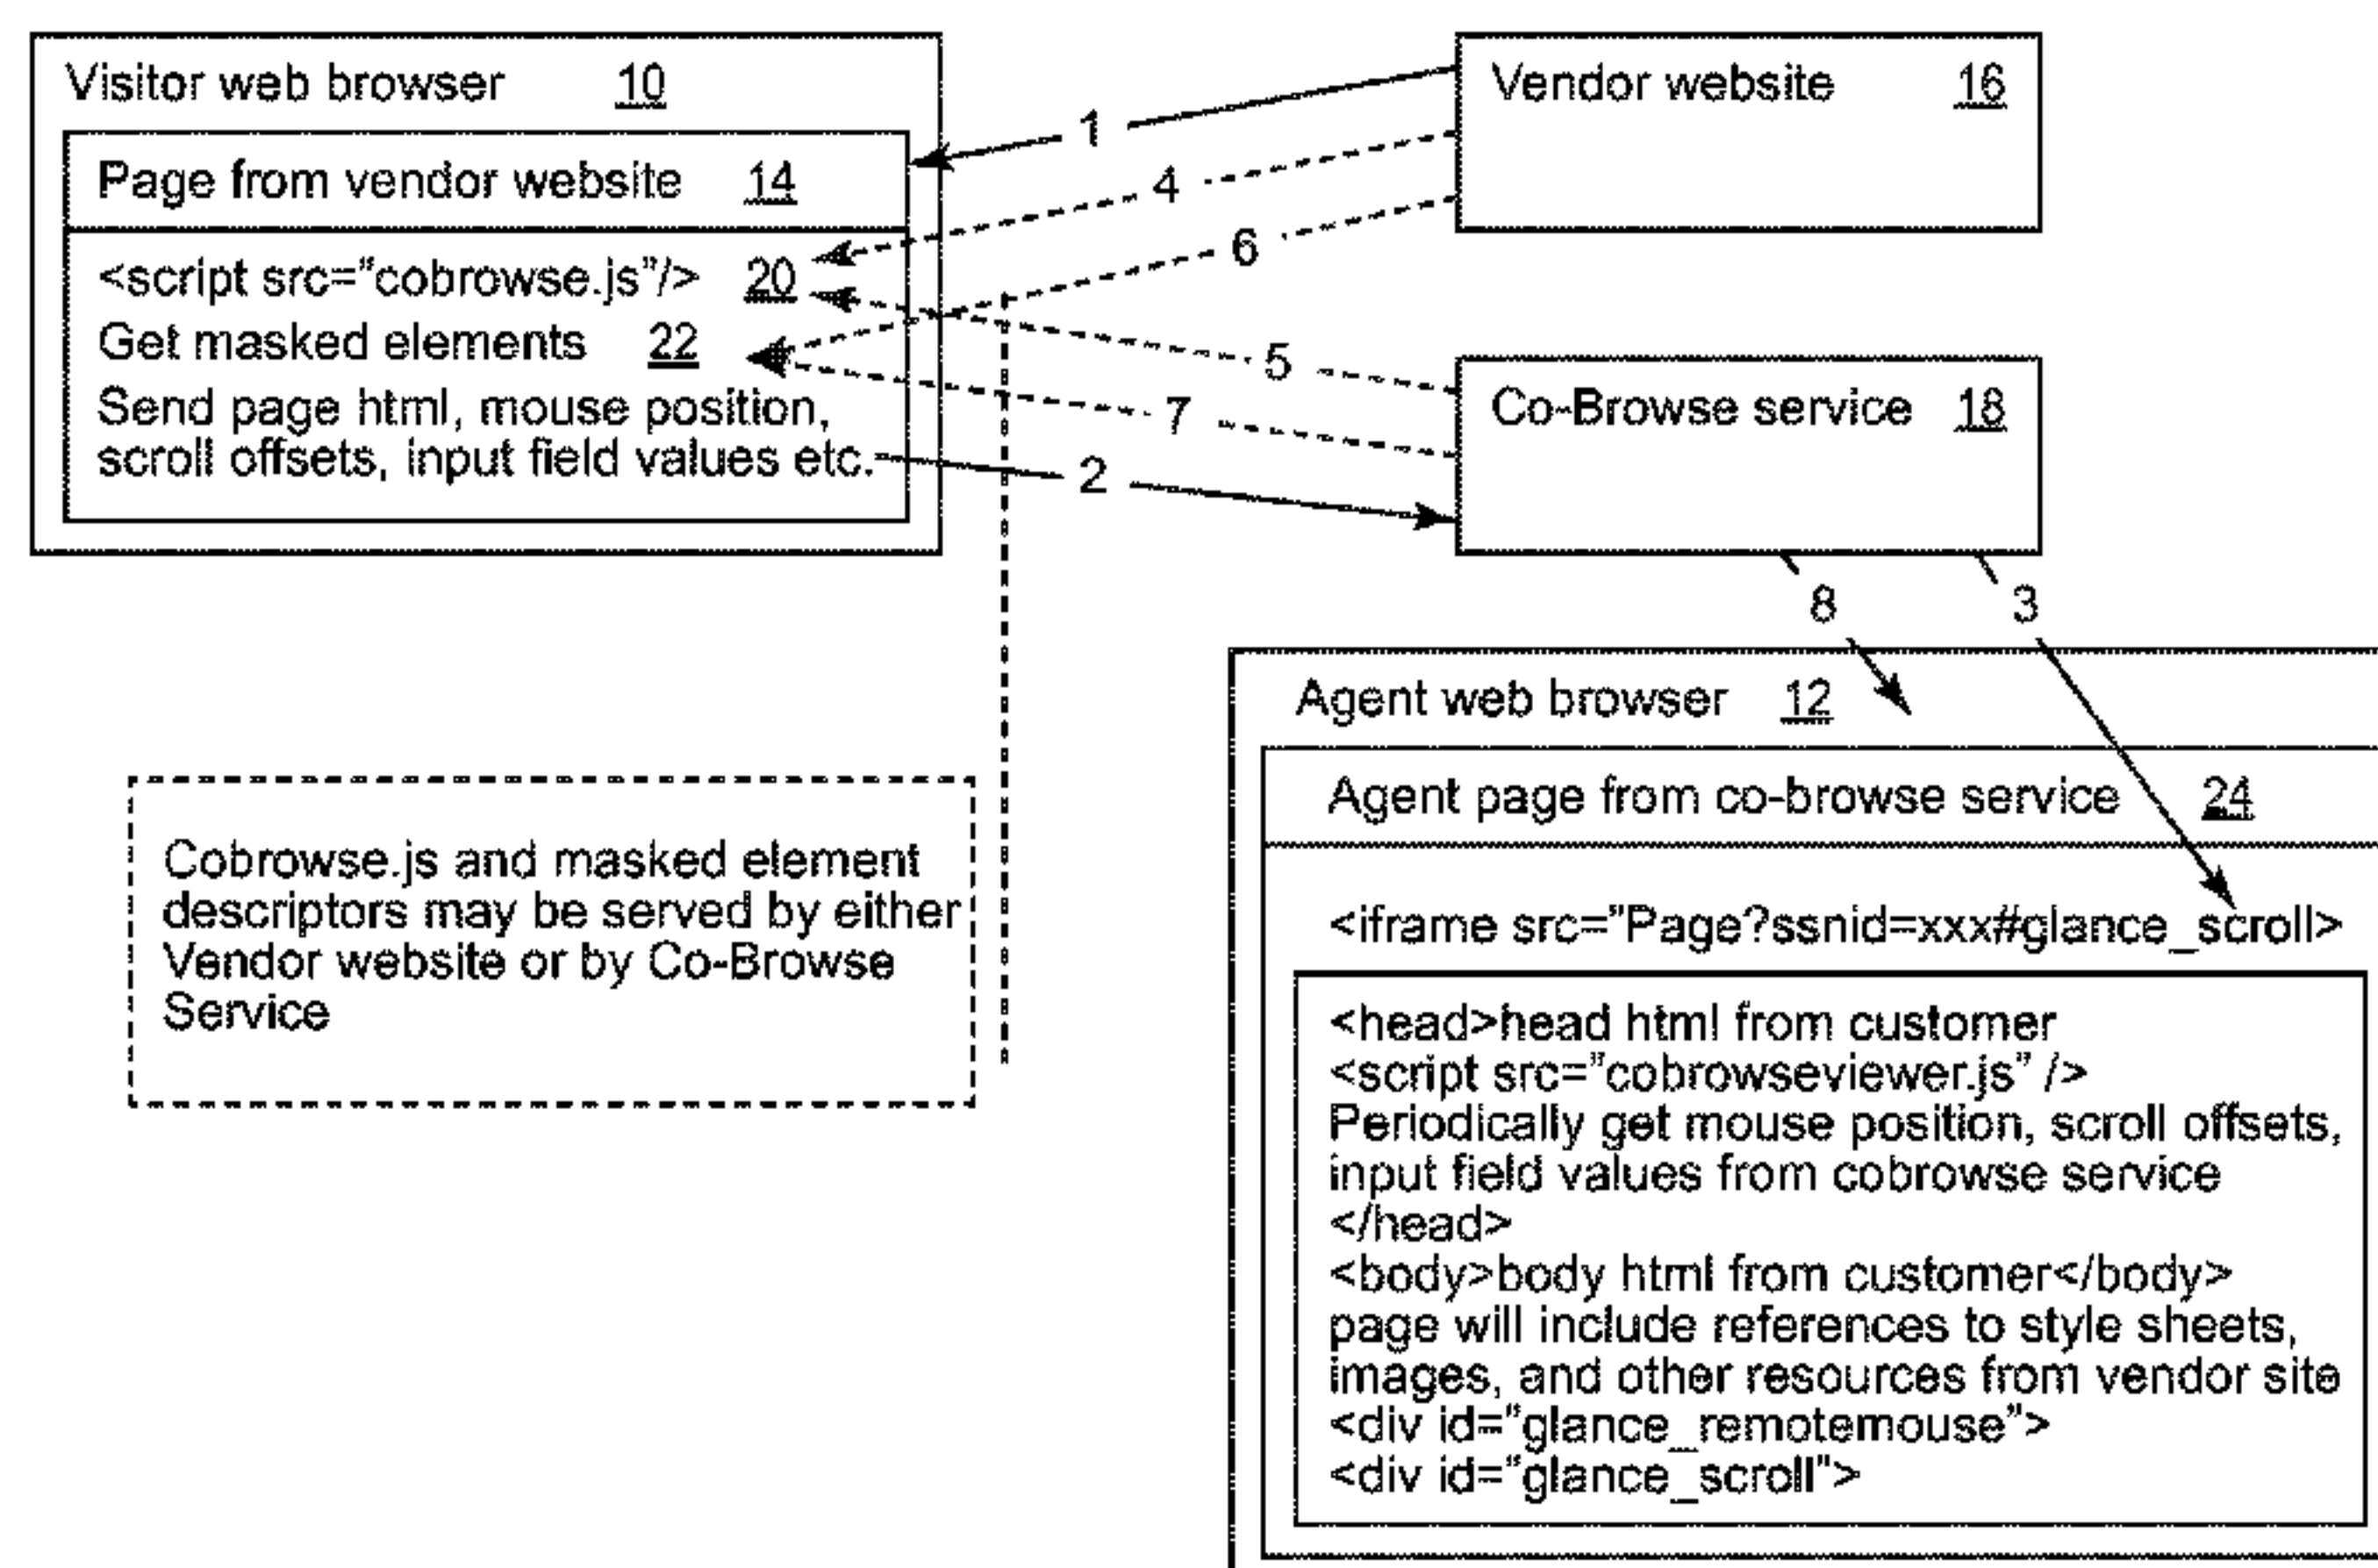 Visitor web browser 10
Page from vendor website 14
<script src="cobrowse.js"/> 20
Get masked elements 22
Send page html, mouse position,
scroll offsets, input field values etc.
1
4
6
5
7
2
Vendor website 16
Co-Browse service 18
8
3
Cobrowse.js and masked element
descriptors may be served by either
Vendor website or by Co-Browse
Service
Agent web browser 12
Agent page from co-browse service 24
<iframe src="Page?ssnid=xxx#glance_scroll>
<head>head html from customer
<script src="cobrowseviewer.js" />
Periodically get mouse position, scroll offsets,
input field values from cobrowse service
</head>
<body>body html from customer</body>
page will include references to style sheets,
images, and other resources from vendor site
<div id="glance_remotemouse">
<div id="glance_scroll">